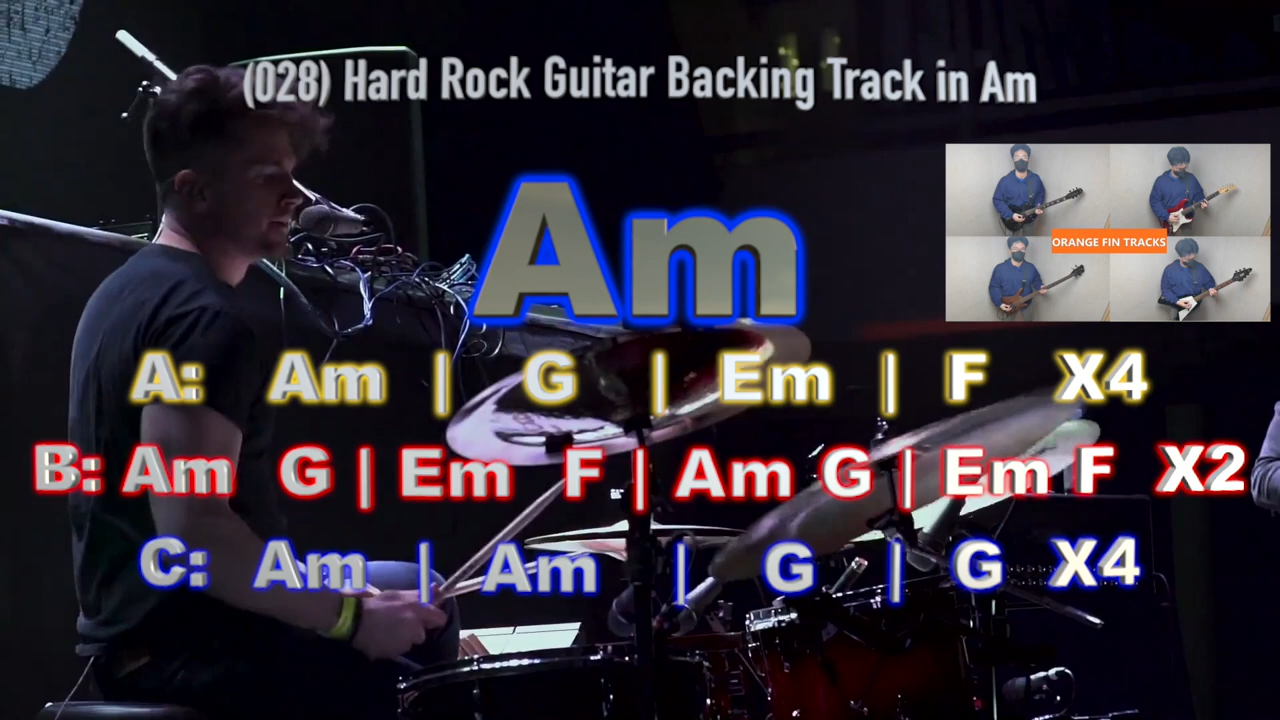 (028) Hard Rock Guitar Backing Track in Am
Am
ORANGE FIN TRACKS
A: Am | G | Em | F X4
B: Am G | Em F | Am G | Em F X2
C: Am | Am | G | G X4